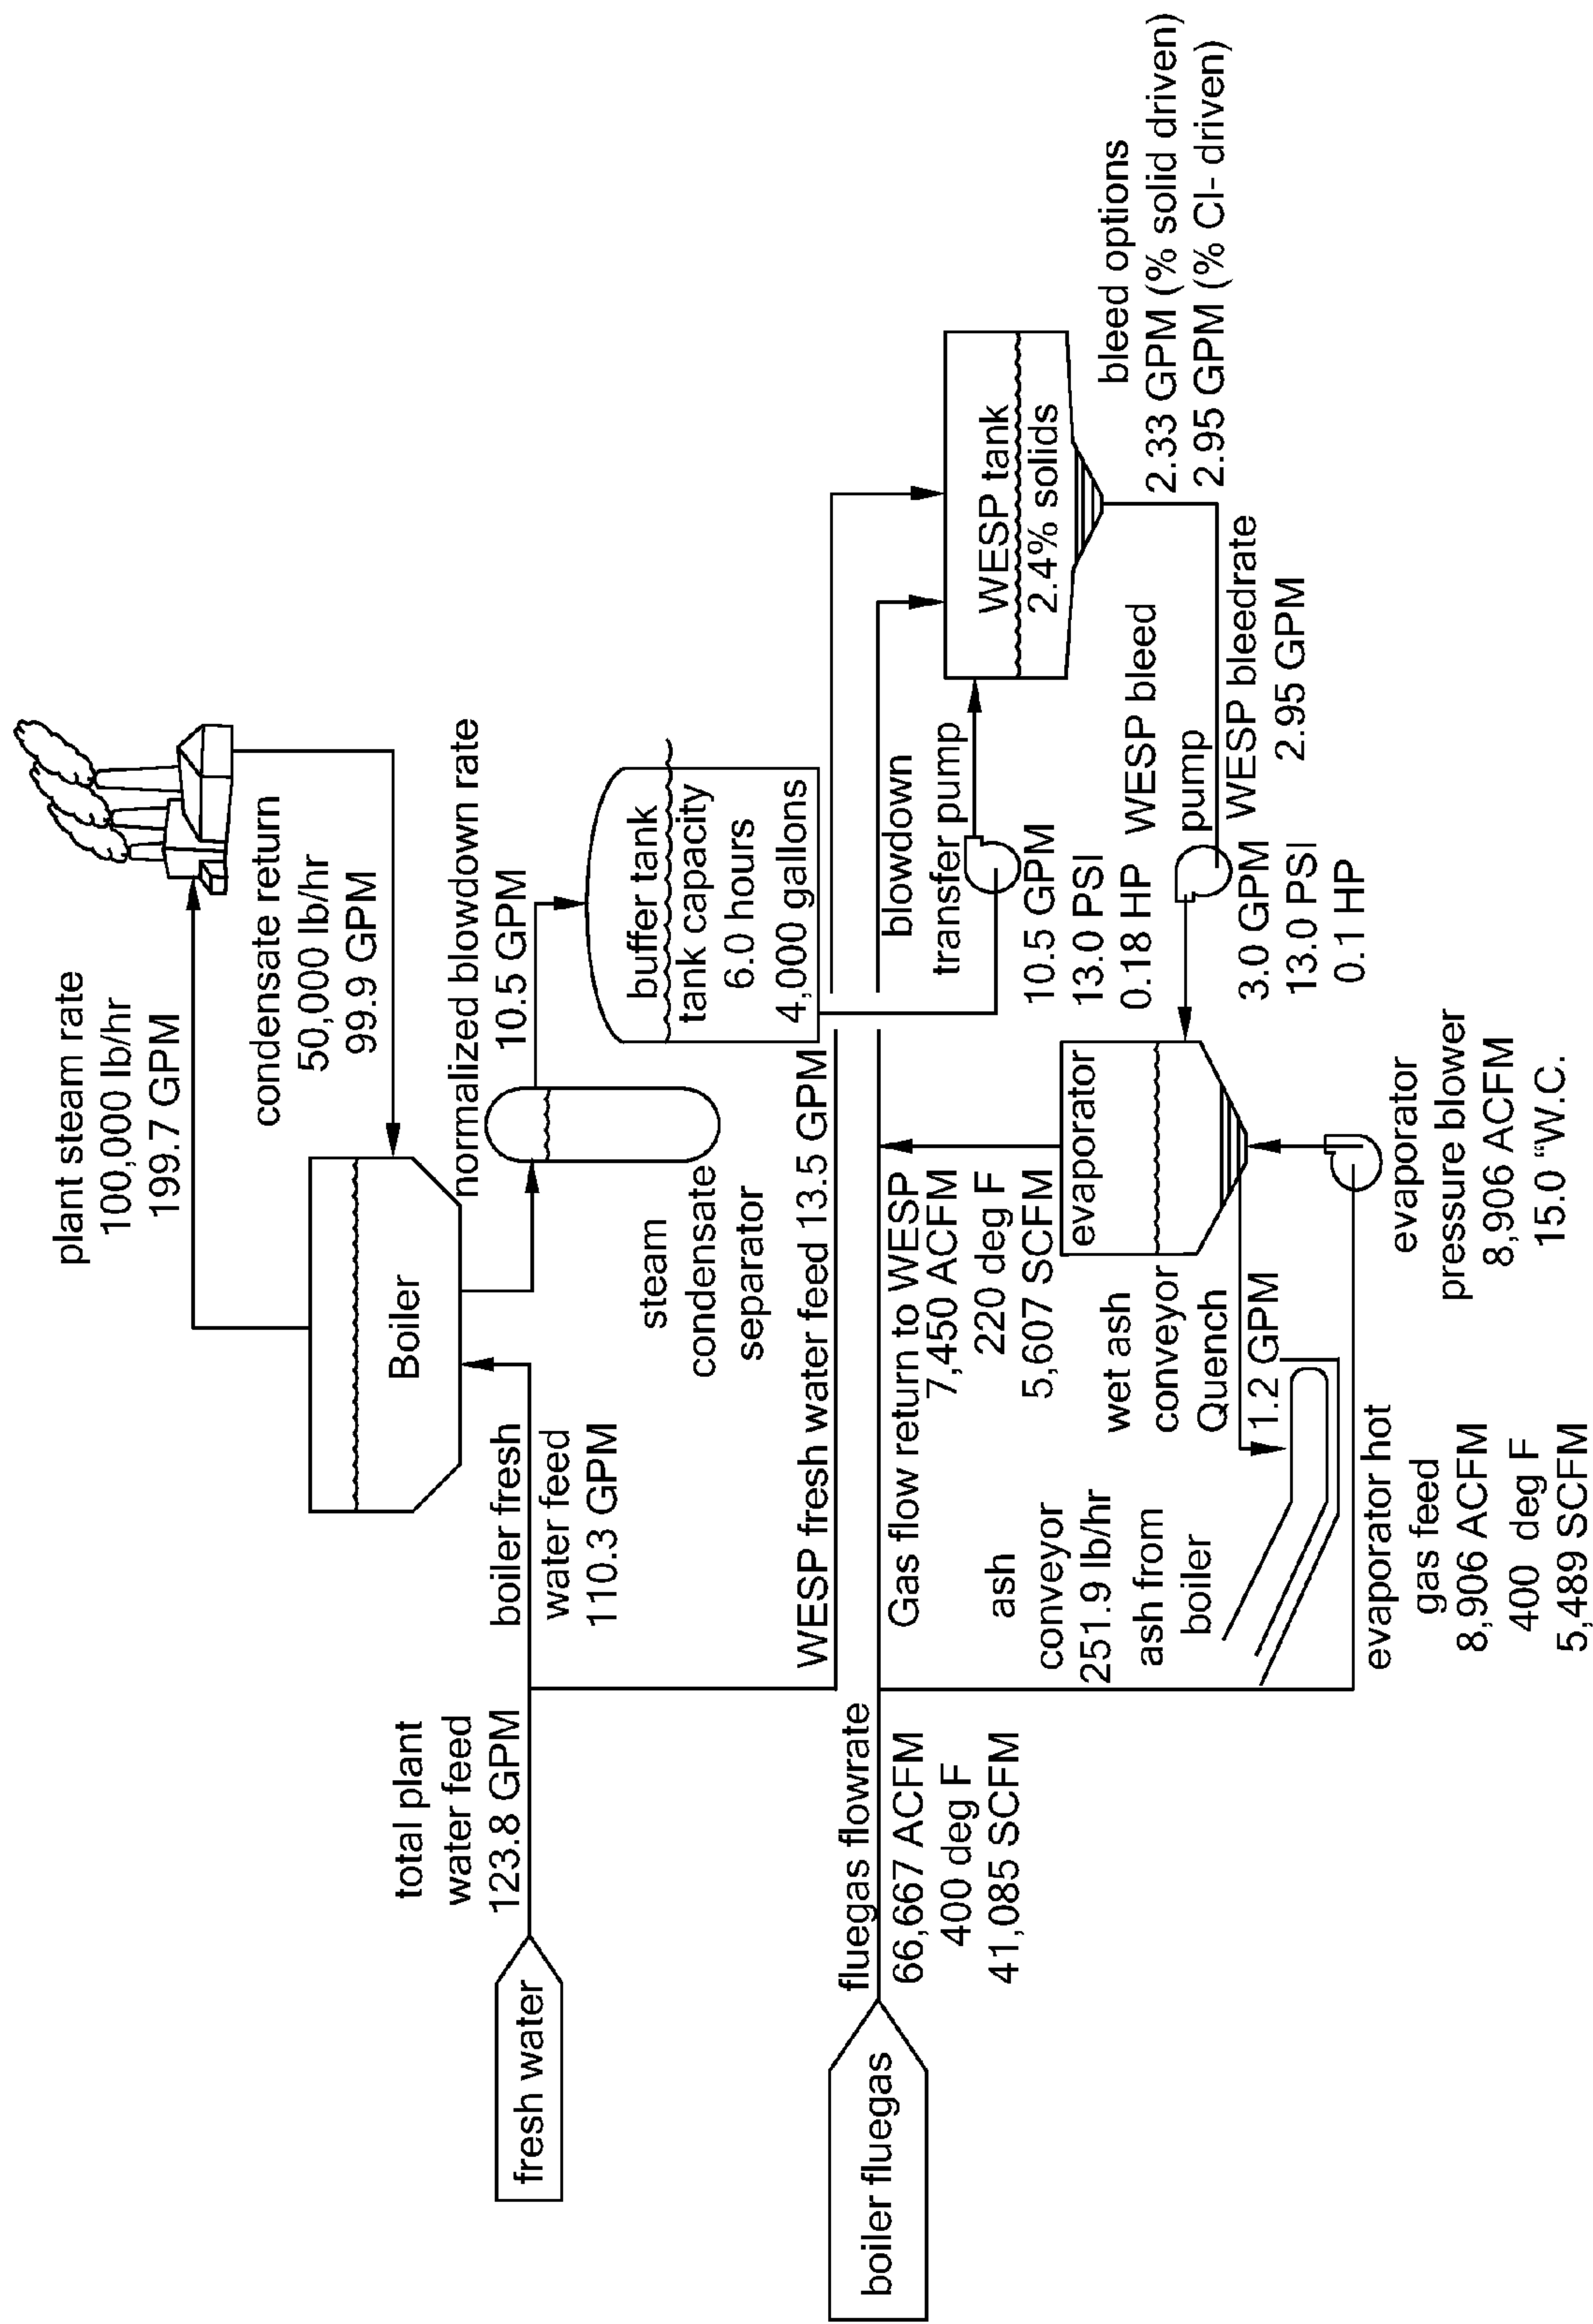 plant steam rate
100,000 lb/hr
199.7 GPM
condensate return
50,000 lb/hr
99.9 GPM
Boiler
total plant
water feed
123.8 GPM
fresh water
boiler fresh
water feed
110.3 GPM
normalized blowdown rate
10.5 GPM
steam
condensate
separator
buffer tank
tank capacity
6.0 hours
4,000 gallons
WESP fresh water feed 13.5 GPM
fluegas flowrate
66,667 ACFM
400 deg F
41,085 SCFM
boiler fluegas
Gas flow return to WESP
7,450 ACFM
220 deg F
5,607 SCFM
blowdown
transfer pump
10.5 GPM
13.0 PSI
0.18 HP
WESP tank
2.4% solids
bleed options
2.33 GPM (% solid driven)
2.95 GPM (% Cl- driven)
WESP bleed
pump
3.0 GPM
13.0 PSI
0.1 HP
WESP bleedrate
2.95 GPM
evaporator
wet ash
conveyor
Quench
1.2 GPM
ash
conveyor
251.9 lb/hr
ash from
boiler
evaporator hot
gas feed
8,906 ACFM
400 deg F
5,489 SCFM
evaporator
pressure blower
8,906 ACFM
15.0 “W.C.